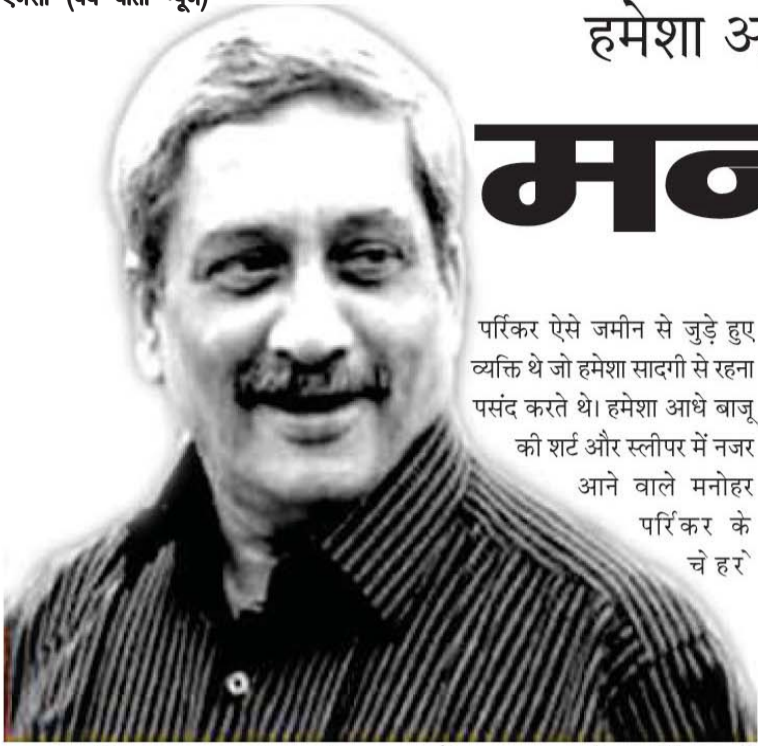 हमेशा
पर्रिकर ऐसे जमीन से जुड़े हुए
व्यक्ति थे जो हमेशा सादगी से रहना
पसंद करते थे। हमेशा आधे बाजू
की शर्ट और स्लीपर में नजर
आने वाले मनोहर
पर्रिकर के
चेहरे